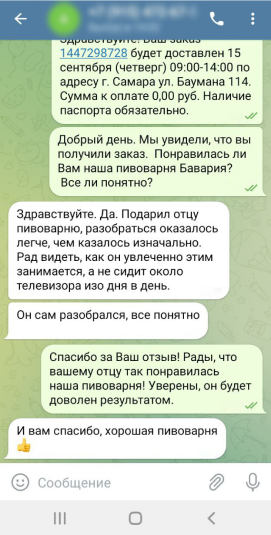 Здравствуйте! Ваш заказ
1447298728 будет доставлен 15
сентября (четверг) 09:00-14:00 по
адресу г. Самара ул. Баумана 114.
Сумма к оплате 0,00 руб. Наличие
паспорта обязательно.
Добрый день. Мы увидели, что вы
получили заказ. Понравилась ли
Вам наша пивоварня Бавария?
Все ли понятно?
Здравствуйте. Да. Подарил отцу
пивоварню, разобраться оказалось
легче, чем казалось изначально.
Рад видеть, как он увлеченно этим
занимается, а не сидит около
телевизора изо дня в день.
Он сам разобрался, все понятно
Спасибо за Ваш отзыв! Рады, что
вашему отцу так понравилась
наша пивоварня! Уверены, он будет
доволен результатом.
И вам спасибо, хорошая пивоварня
👍
Сообщение